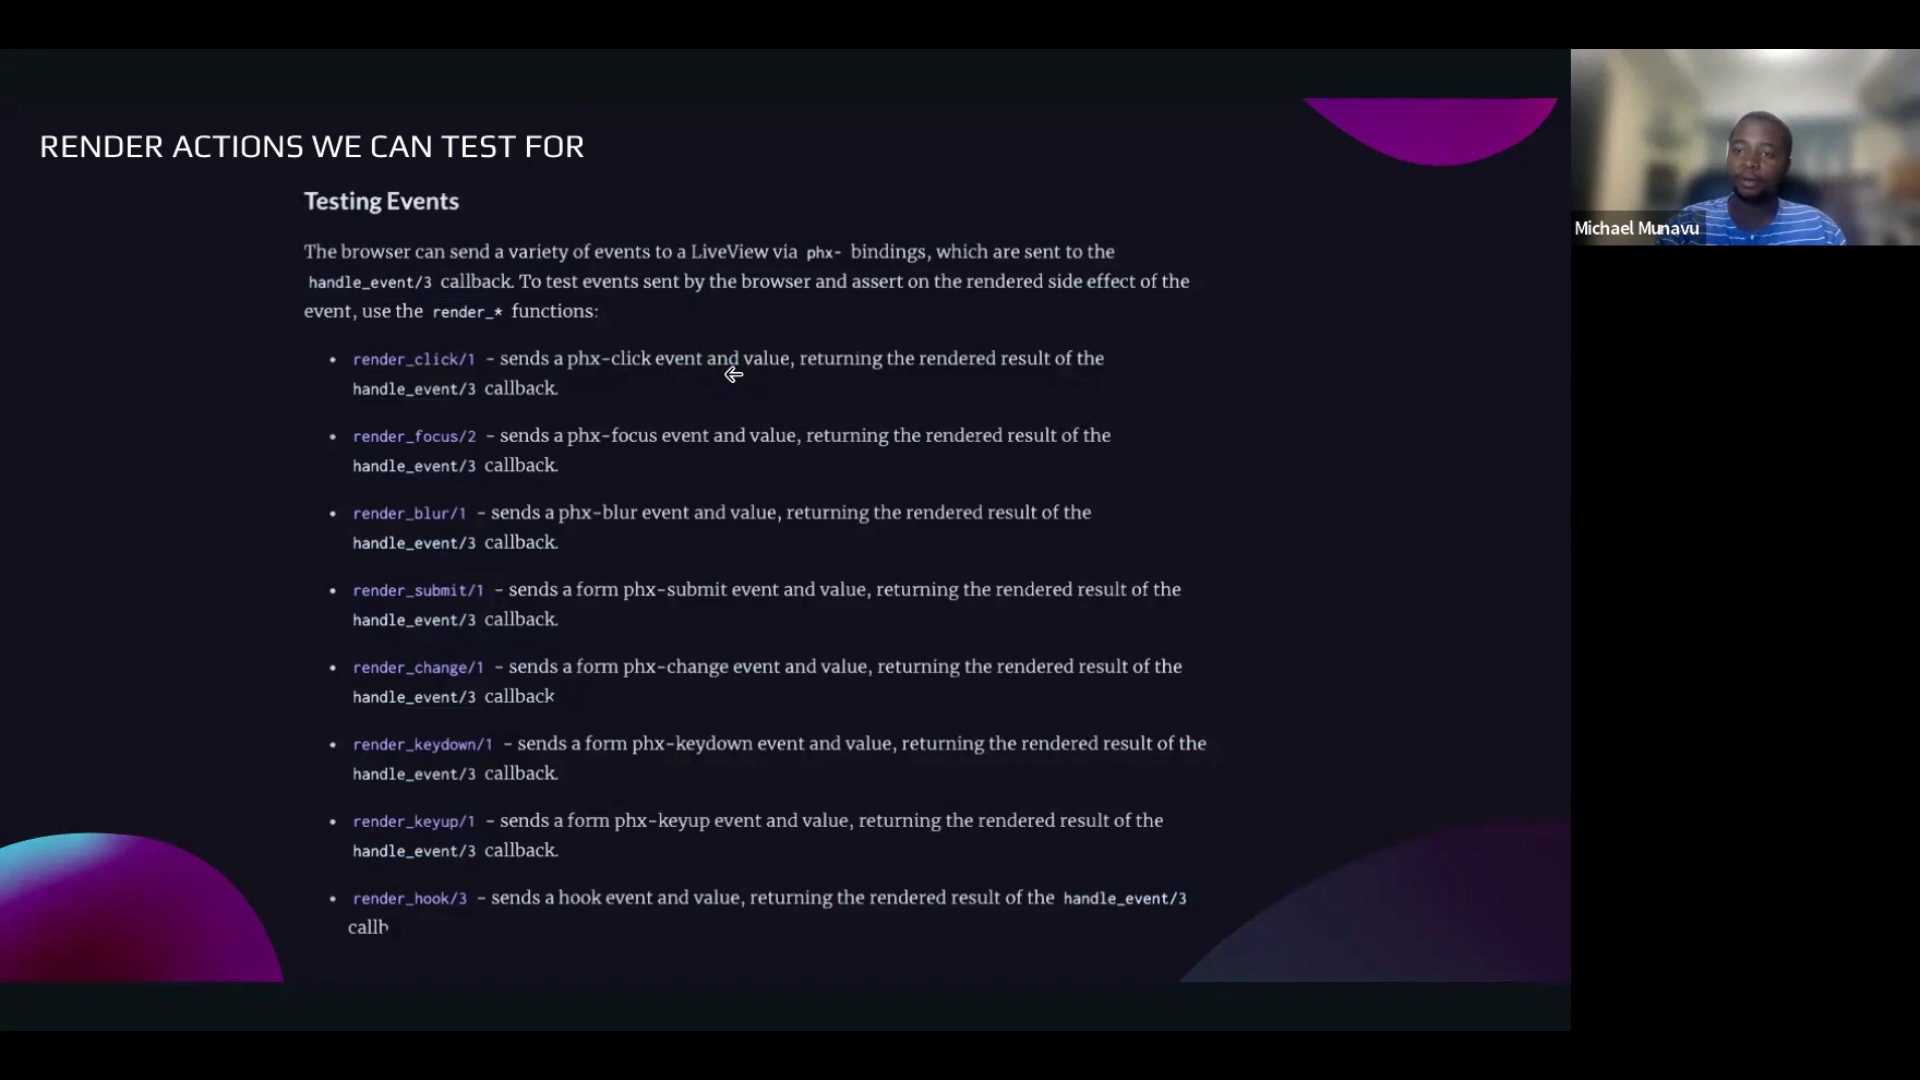 RENDER ACTIONS WE CAN TEST FOR
Testing Events
The browser can send a variety of events to a LiveView via phx- bindings, which are sent to the
handle_event/3 callback. To test events sent by the browser and assert on the rendered side effect of the
event, use the render_* functions:
• render_click/1 - sends a phx-click event and value, returning the rendered result of the
handle_event/3 callback.
• render_focus/2 - sends a phx-focus event and value, returning the rendered result of the
handle_event/3 callback.
• render_blur/1 - sends a phx-blur event and value, returning the rendered result of the
handle_event/3 callback.
• render_submit/1 - sends a form phx-submit event and value, returning the rendered result of the
handle_event/3 callback.
• render_change/1 - sends a form phx-change event and value, returning the rendered result of the
handle_event/3 callback
• render_keydown/1 - sends a form phx-keydown event and value, returning the rendered result of the
handle_event/3 callback.
• render_keyup/1 - sends a form phx-keyup event and value, returning the rendered result of the
handle_event/3 callback.
• render_hook/3 - sends a hook event and value, returning the rendered result of the handle_event/3
Michael Munavu